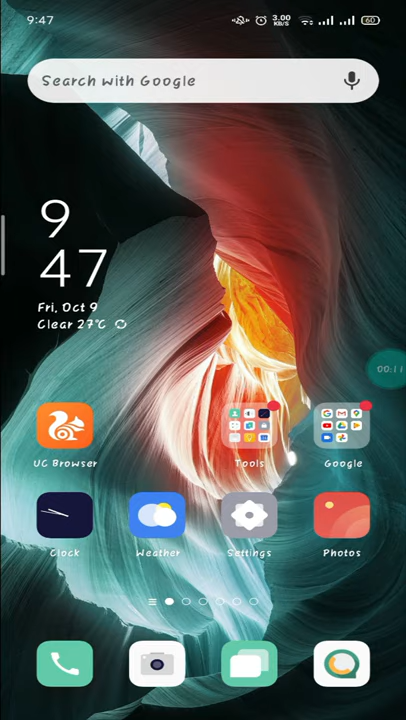 9:47
3.00
KB/S
60
Search with Google
9
47
Fri, Oct 9
Clear 27°C
00:11
UC Browser
Tools
Google
Clock
Weather
Settings
Photos